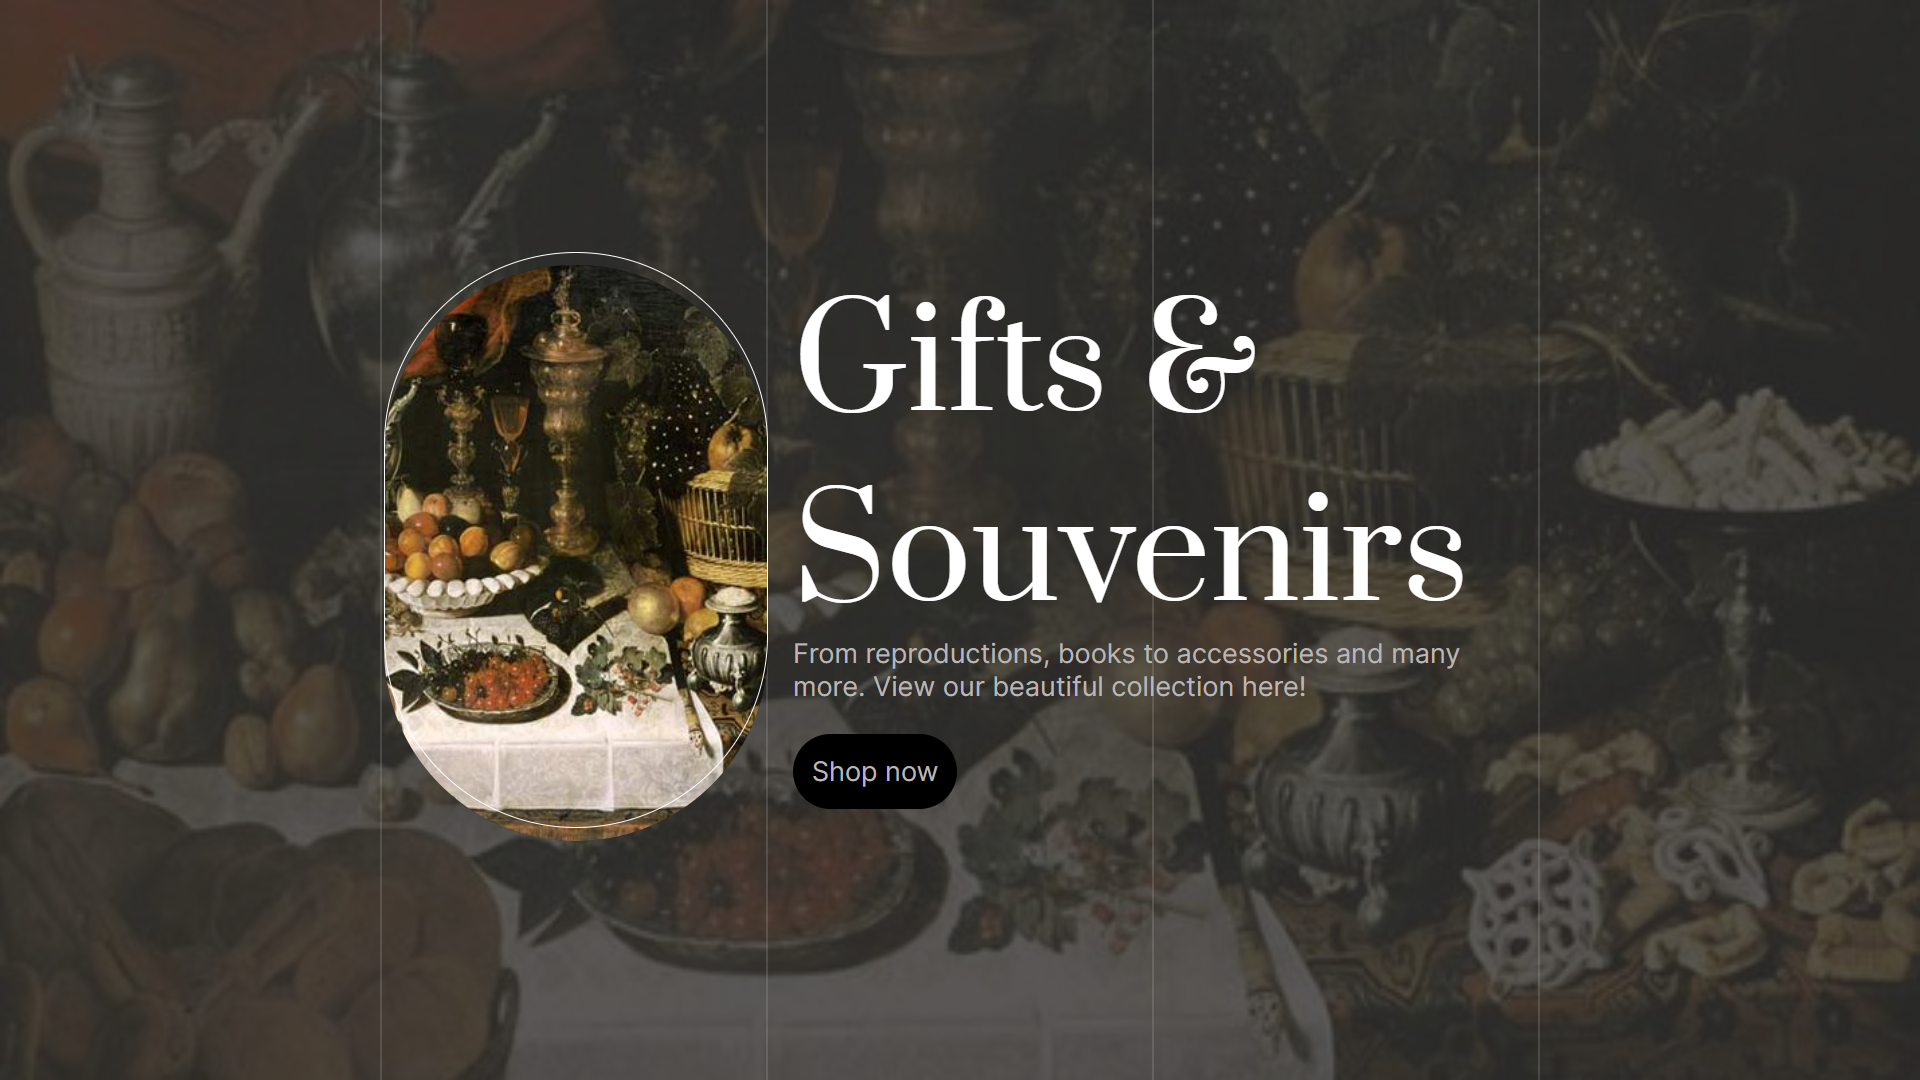 Gifts &
Souvenirs
From reproductions, books to accessories and many
more. View our beautiful collection here!
Shop now